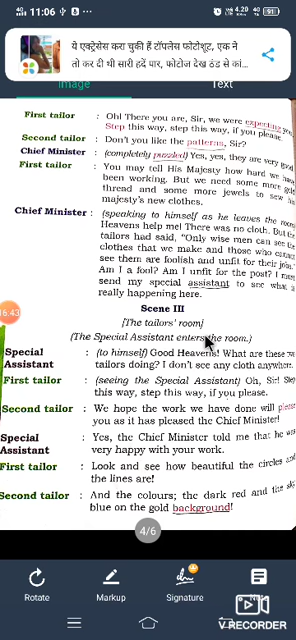 11:06
4.29
91
ये एक्ट्रेसेस करा चुकी हैं टॉपलेस फोटोशूट, एक ने
तो कर दी थी सारी हदें पार, फोटोज देख ठंड से कां...
Image Text
First tailor : Oh! There you are, Sir, we were expecting you
Step this way, step this way, if you please.
Second tailor : Don't you like the patterns, Sir?
Chief Minister : (completely puzzled) Yes, yes, they are very good
First tailor : You may tell His Majesty how hard we have
been working. But we need some more gold
thread and some more jewels to sew his
majesty's new clothes.
Chief Minister : (speaking to himself as he leaves the room)
Heavens help me! There was no cloth. But the
tailors had said, "Only wise men can see the
clothes that we make and those who cannot
see them are foolish and unfit for their jobs."
Am I a fool? Am I unfit for the post? I must
send my special assistant to see what is
really happening here.
16:43
Scene III
[The tailors' room]
(The Special Assistant enters the room.)
Special Assistant : (to himself) Good Heavens! What are these two
tailors doing? I don't see any cloth anywhere.
First tailor : (seeing the Special Assistant) Oh, Sir! Step
this way, step this way, if you please.
Second tailor : We hope the work we have done will please
you as it has pleased the Chief Minister!
Special Assistant : Yes, the Chief Minister told me that he was
very happy with your work.
First tailor : Look and see how beautiful the circles and
the lines are!
Second tailor : And the colours; the dark red and the sky
blue on the gold background!
4/6
Rotate Markup Signature
V RECORDER